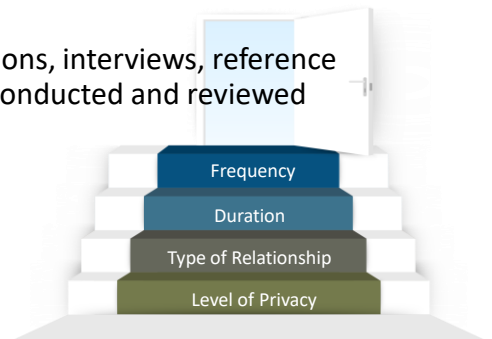 ons, interviews, reference
onducted and reviewed
Frequency
Duration
Type of Relationship
Level of Privacy